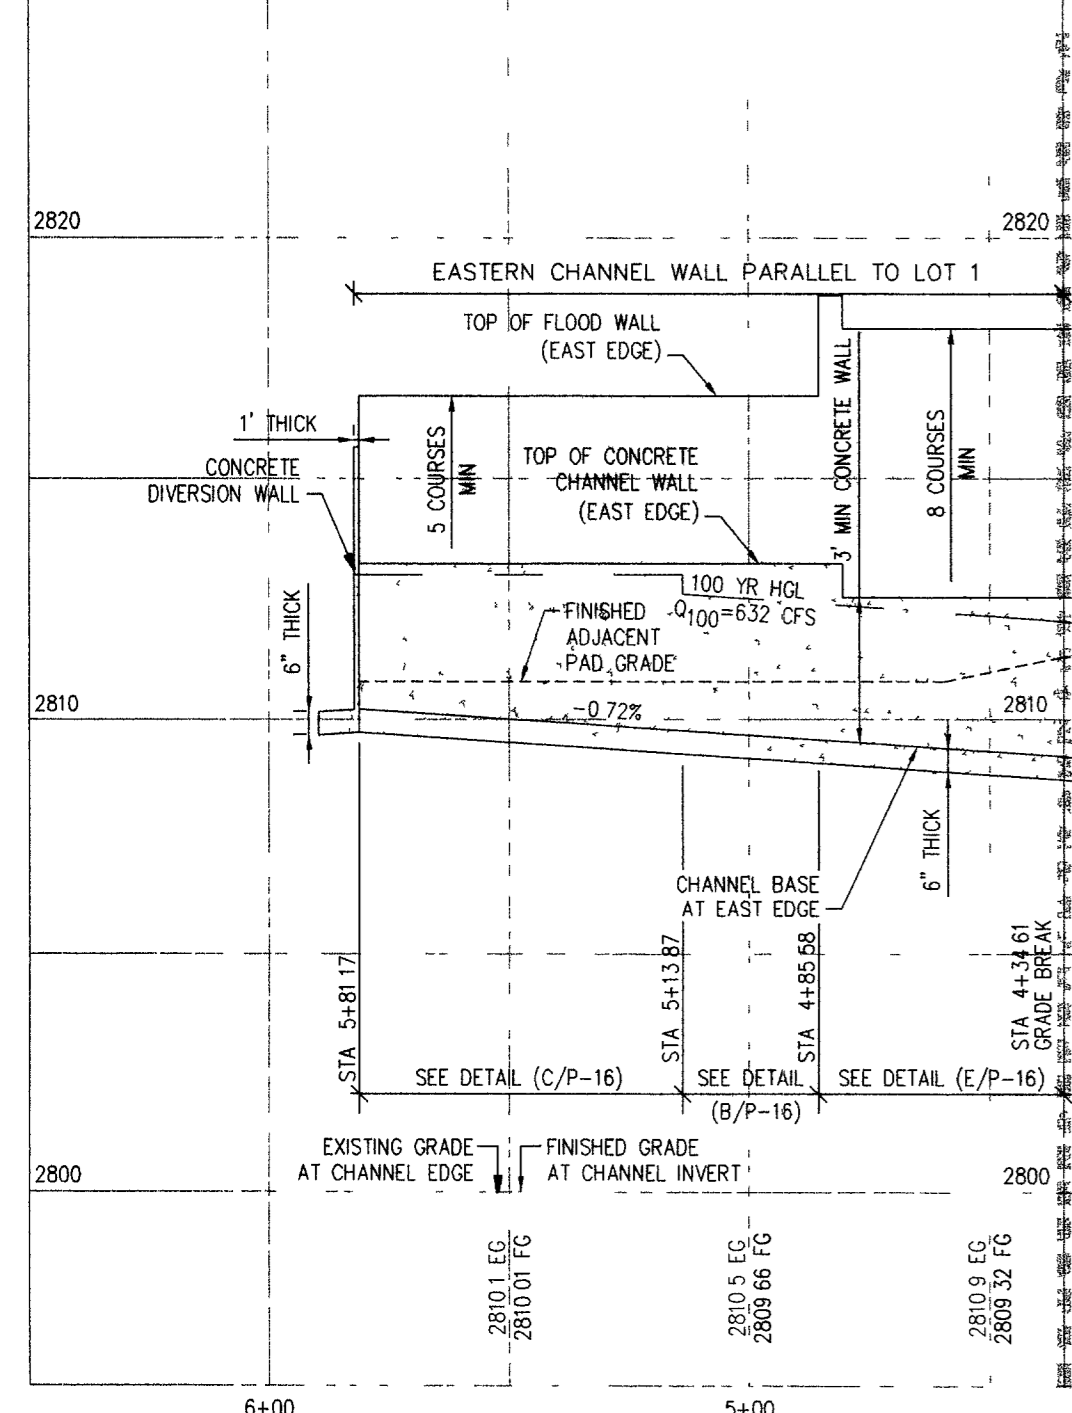 2820
2820
EASTERN CHANNEL WALL PARALLEL TO LOT 1
TOP OF FLOOD WALL
(EAST EDGE)
1' THICK
5 COURSES
MIN
3' MIN CONCRETE WALL
8 COURSES
MIN
CONCRETE
DIVERSION WALL
TOP OF CONCRETE
CHANNEL WALL
(EAST EDGE)
6" THICK
100 YR HGL
Q100=632 CFS
FINISHED
ADJACENT
PAD GRADE
2810
-0.72%
2810
6" THICK
CHANNEL BASE
AT EAST EDGE
STA 5+81 17
STA 5+13 87
STA 4+85 58
STA 4+34 61
GRADE BREAK
SEE DETAIL (C/P-16)
SEE DETAIL
(B/P-16)
SEE DETAIL (E/P-16)
EXISTING GRADE
AT CHANNEL EDGE
FINISHED GRADE
AT CHANNEL INVERT
2800
2800
2810 1 EG
2810 01 FG
2810 5 EG
2809 66 FG
2810 9 EG
2809 32 FG
6+00
5+00